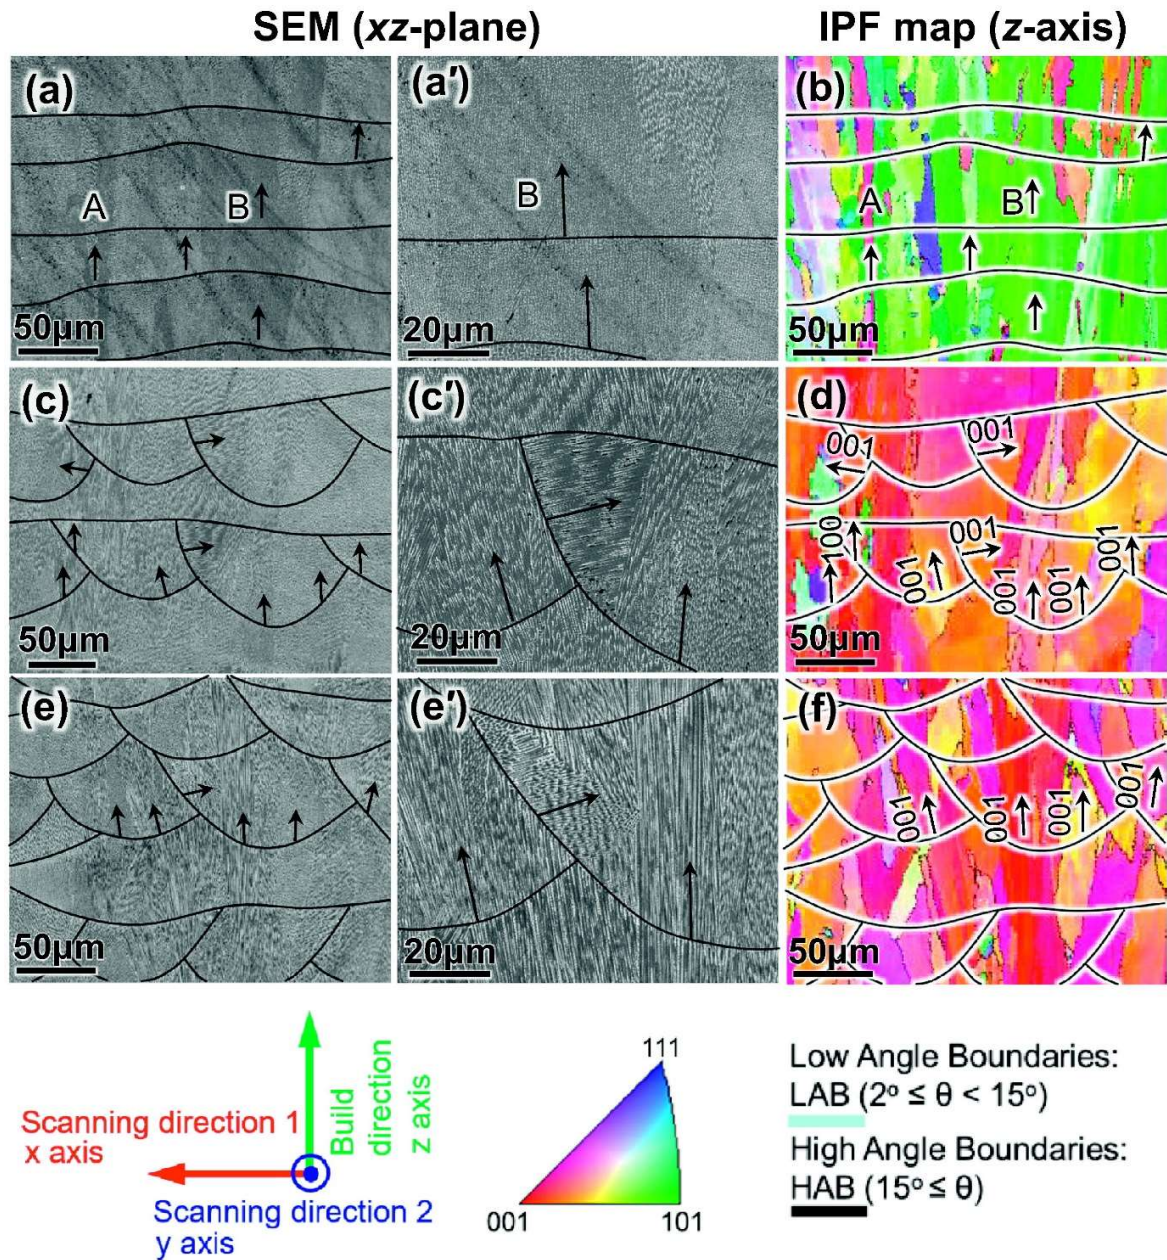 SEM (xz-plane)
IPF map (z-axis)
(a)
A
B
50μm
(a′)
B
20μm
(b)
A
B
50μm
(c)
50μm
(c′)
20μm
(d)
001
001
100
001
001
001
001
001
50μm
(e)
50μm
(e′)
20μm
(f)
001
001
001
001
50μm
Scanning direction 1
x axis
Build
direction
z axis
Scanning direction 2
y axis
111
001
101
Low Angle Boundaries:
LAB (2° ≤ θ < 15°)
High Angle Boundaries:
HAB (15° ≤ θ)